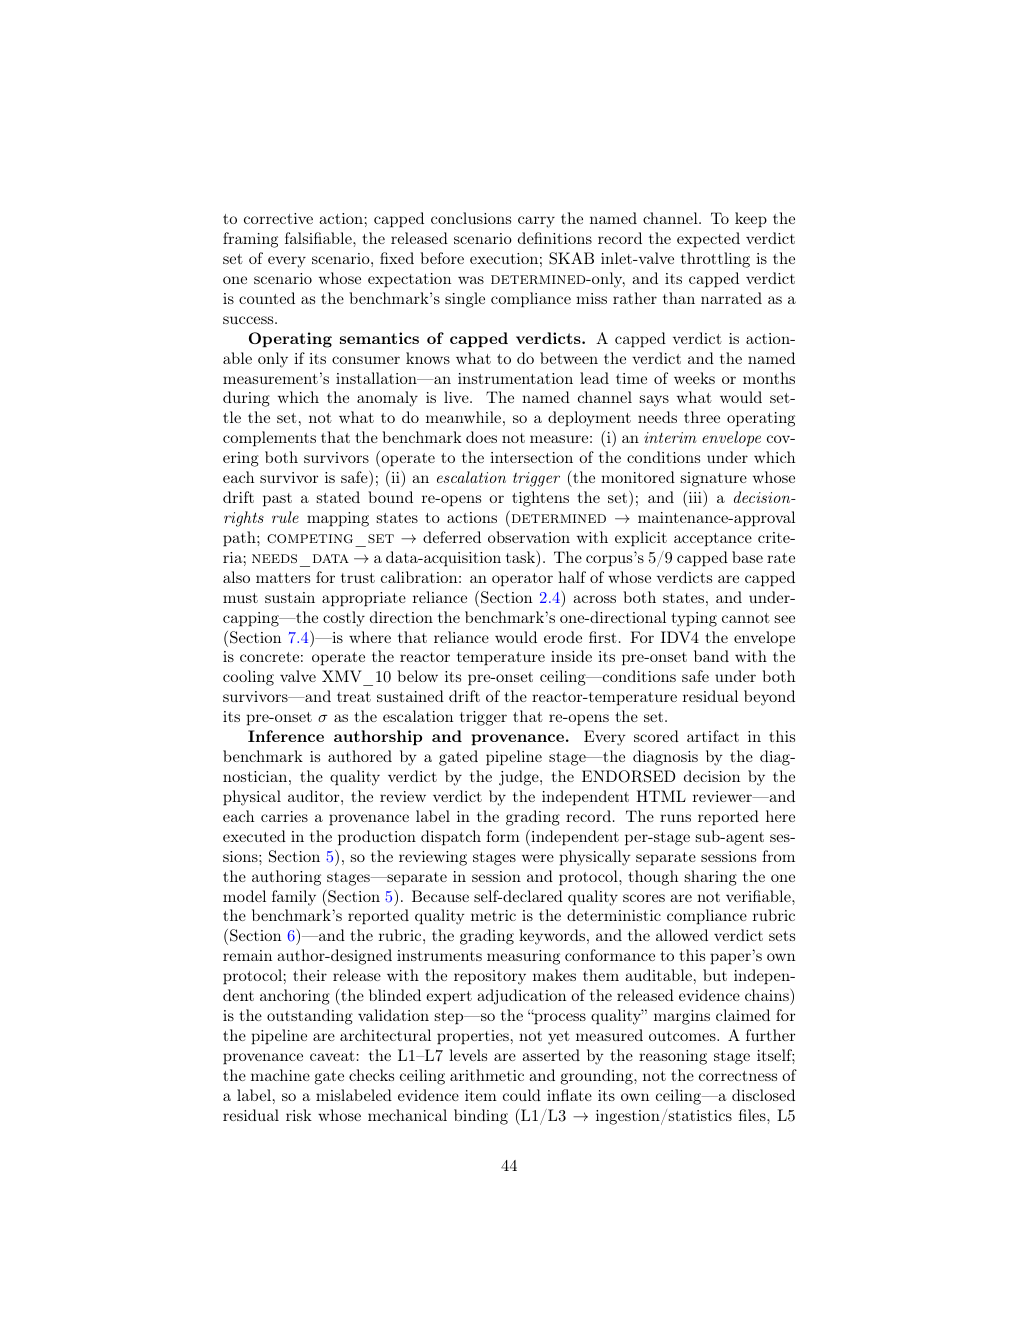 to corrective action; capped conclusions carry the named channel. To keep the
framing falsifiable, the released scenario definitions record the expected verdict
set of every scenario, fixed before execution; SKAB inlet-valve throttling is the
one scenario whose expectation was DETERMINED-only, and its capped verdict
is counted as the benchmark's single compliance miss rather than narrated as a
success.
Operating semantics of capped verdicts. A capped verdict is action-
able only if its consumer knows what to do between the verdict and the named
measurement's installation—an instrumentation lead time of weeks or months
during which the anomaly is live. The named channel says what would set-
tle the set, not what to do meanwhile, so a deployment needs three operating
complements that the benchmark does not measure: (i) an interim envelope cov-
ering both survivors (operate to the intersection of the conditions under which
each survivor is safe); (ii) an escalation trigger (the monitored signature whose
drift past a stated bound re-opens or tightens the set); and (iii) a decision-
rights rule mapping states to actions (DETERMINED → maintenance-approval
path; COMPETING_SET → deferred observation with explicit acceptance crite-
ria; NEEDS_DATA → a data-acquisition task). The corpus's 5/9 capped base rate
also matters for trust calibration: an operator half of whose verdicts are capped
must sustain appropriate reliance (Section 2.4) across both states, and under-
capping—the costly direction the benchmark's one-directional typing cannot see
(Section 7.4)—is where that reliance would erode first. For IDV4 the envelope
is concrete: operate the reactor temperature inside its pre-onset band with the
cooling valve XMV_10 below its pre-onset ceiling—conditions safe under both
survivors—and treat sustained drift of the reactor-temperature residual beyond
its pre-onset σ as the escalation trigger that re-opens the set.
Inference authorship and provenance. Every scored artifact in this
benchmark is authored by a gated pipeline stage—the diagnosis by the diag-
nostician, the quality verdict by the judge, the ENDORSED decision by the
physical auditor, the review verdict by the independent HTML reviewer—and
each carries a provenance label in the grading record. The runs reported here
executed in the production dispatch form (independent per-stage sub-agent ses-
sions; Section 5), so the reviewing stages were physically separate sessions from
the authoring stages—separate in session and protocol, though sharing the one
model family (Section 5). Because self-declared quality scores are not verifiable,
the benchmark's reported quality metric is the deterministic compliance rubric
(Section 6)—and the rubric, the grading keywords, and the allowed verdict sets
remain author-designed instruments measuring conformance to this paper's own
protocol; their release with the repository makes them auditable, but indepen-
dent anchoring (the blinded expert adjudication of the released evidence chains)
is the outstanding validation step—so the “process quality” margins claimed for
the pipeline are architectural properties, not yet measured outcomes. A further
provenance caveat: the L1–L7 levels are asserted by the reasoning stage itself;
the machine gate checks ceiling arithmetic and grounding, not the correctness of
a label, so a mislabeled evidence item could inflate its own ceiling—a disclosed
residual risk whose mechanical binding (L1/L3 → ingestion/statistics files, L5
44